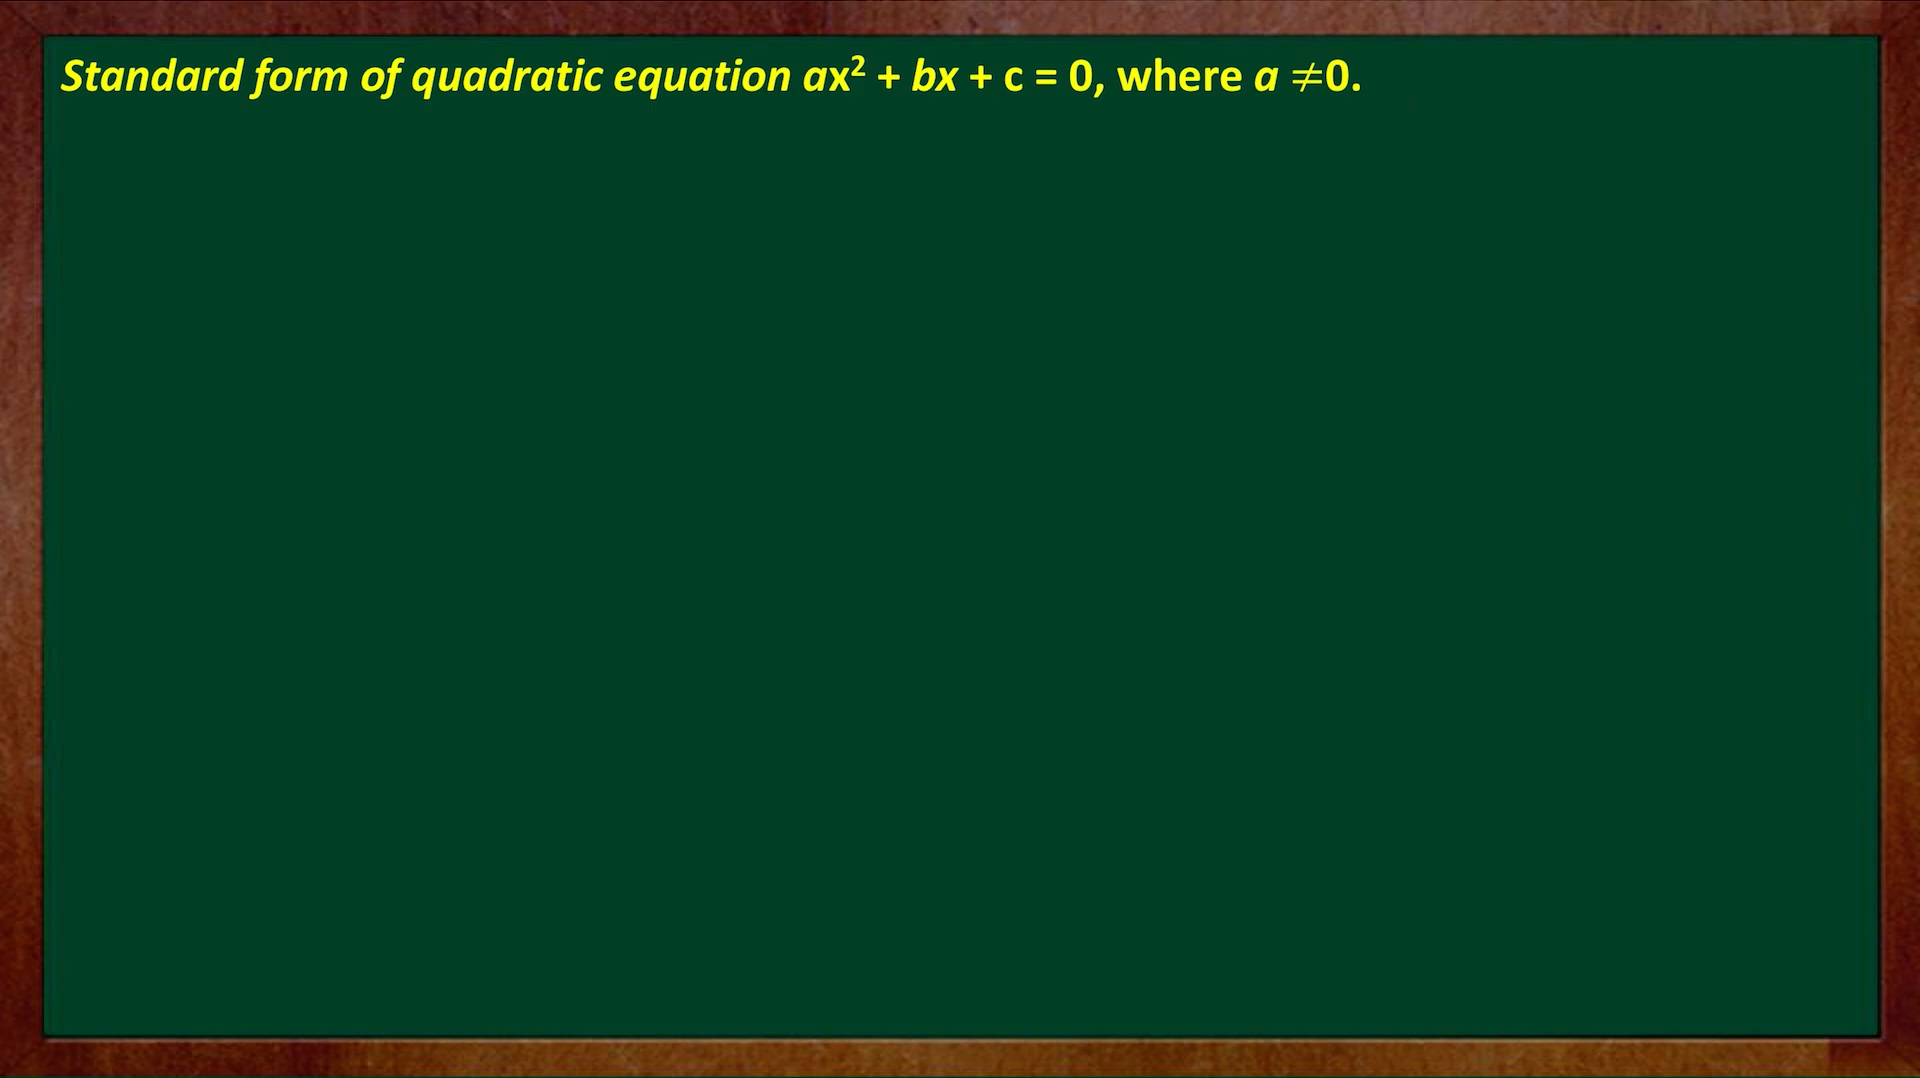 Standard form of quadratic equation ax² + bx + c = 0, where a ≠0.